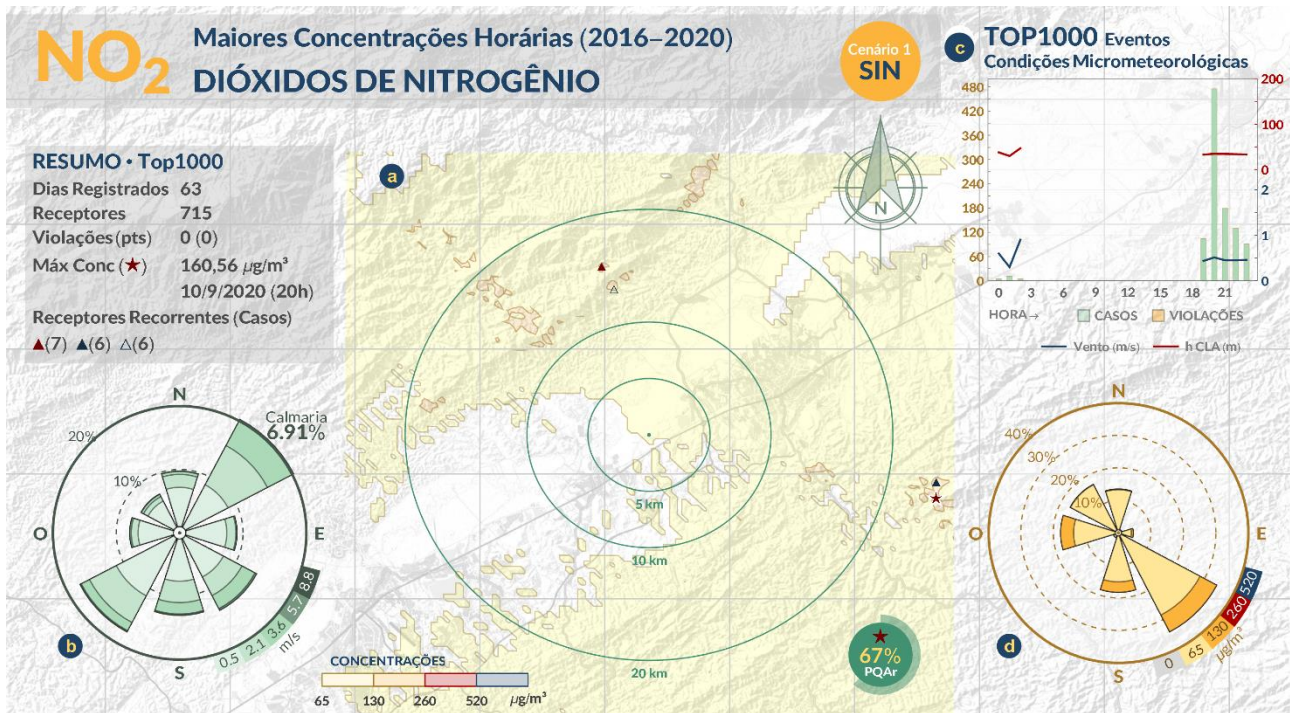 NO₂
Maiores Concentrações Horárias (2016–2020)
DIÓXIDOS DE NITROGÊNIO
Cenário 1
SIN
c
TOP1000 Eventos
Condições Micrometeorológicas
RESUMO • Top1000
Dias Registrados 63
Receptores 715
Violações (pts) 0 (0)
Máx Conc (★) 160,56 µg/m³
10/9/2020 (20h)
Receptores Recorrentes (Casos)
▲(7) ▲(6) △(6)
a
N
5 km
10 km
20 km
480
420
360
300
240
180
120
60
0
200
100
0
2
1
0
0 3 6 9 12 15 18 21
HORA→
CASOS
VIOLAÇÕES
Vento (m/s)
h CLA (m)
N
Calmaria
6.91%
20%
10%
O
E
S
0.5 2.1 3.6 5.7 8.8
m/s
b
CONCENTRAÇÕES
65 130 260 520 µg/m³
★
67%
PQAr
N
40%
30%
20%
10%
O
E
S
0 65 130 260 520
µg/m³
d